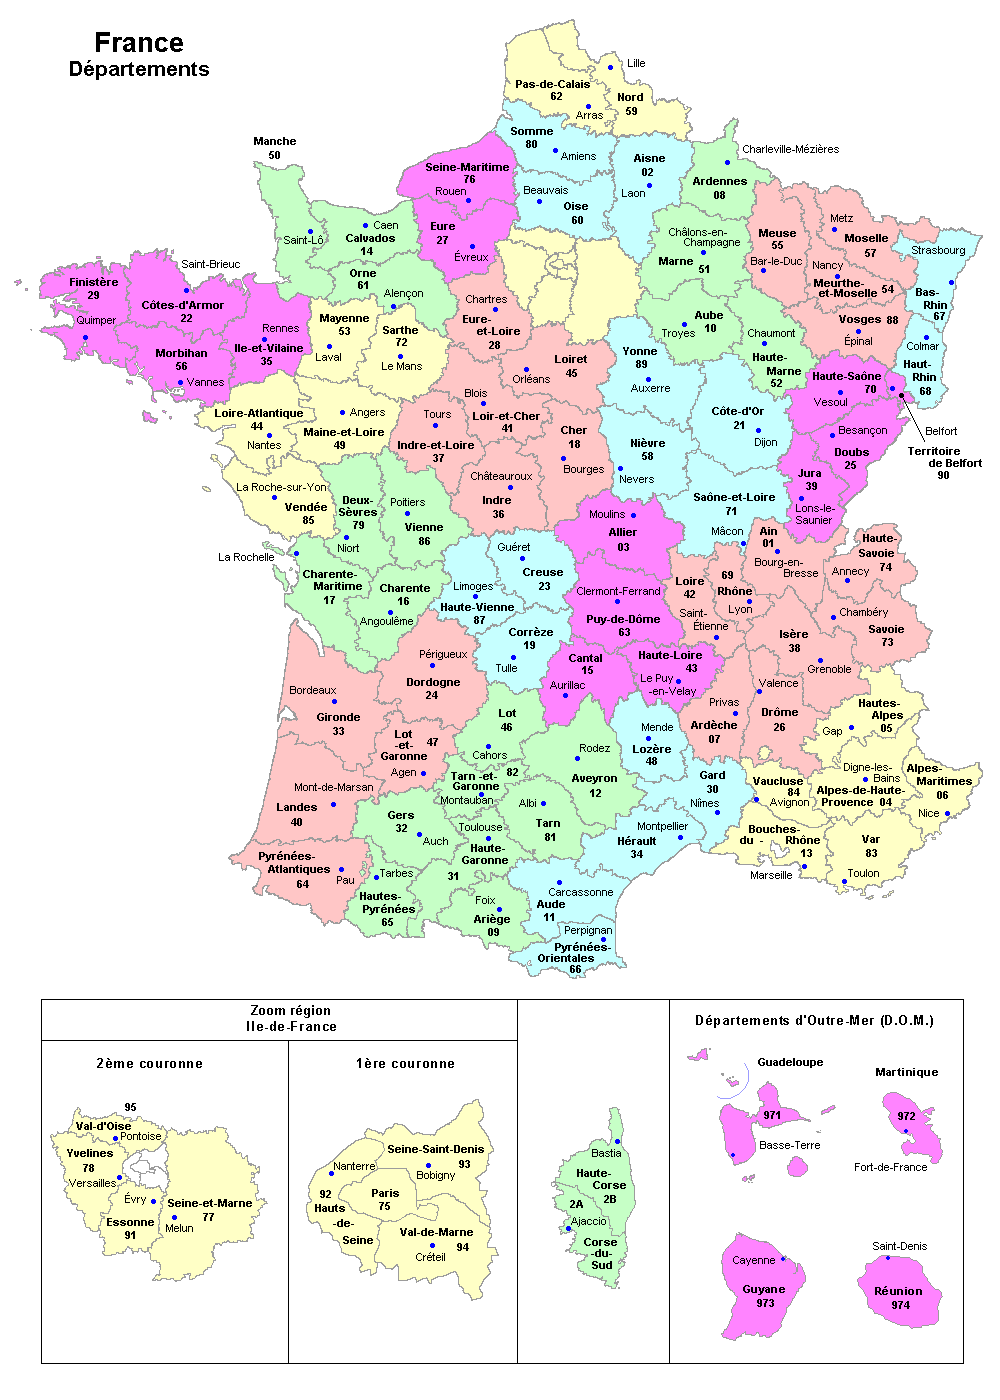 France
Départements
Lille
Pas-de-Calais
62
Nord
59
Arras
Somme
80
Amiens
Manche
50
Charleville-Mézières
Aisne
02
Laon
Ardennes
08
Seine-Maritime
76
Rouen
Beauvais
Oise
60
Eure
27
Évreux
Saint-Lô
Caen
Calvados
14
Orne
61
Alençon
Châlons-en-
Champagne
Marne
51
Meuse
55
Bar-le-Duc
Metz
Moselle
57
Nancy
Meurthe-
et-Moselle
54
Strasbourg
Bas-
Rhin
67
Saint-Brieuc
Finistère
29
Quimper
Côtes-d'Armor
22
Morbihan
56
Vannes
Rennes
Ile-et-Vilaine
35
Mayenne
53
Laval
Sarthe
72
Le Mans
Chartres
Eure-
et-Loire
28
Aube
10
Troyes
Chaumont
Haute-
Marne
52
Vosges 88
Épinal
Colmar
Haut-
Rhin
68
Loiret
45
Orléans
Yonne
89
Auxerre
Haute-Saône
70
Vesoul
Belfort
Territoire
de Belfort
90
Loire-Atlantique
44
Nantes
Angers
Maine-et-Loire
49
Tours
Indre-et-Loire
37
Blois
Loir-et-Cher
41
Cher
18
Bourges
Nièvre
58
Nevers
Côte-d'Or
21
Dijon
Besançon
Doubs
25
Jura
39
Lons-le-
Saunier
La Roche-sur-Yon
Vendée
85
Deux-
Sèvres
79
Niort
Poitiers
Vienne
86
Châteauroux
Indre
36
Moulins
Allier
03
Saône-et-Loire
71
Mâcon
Ain
01
Bourg-en-
Bresse
Haute-
Savoie
74
Annecy
La Rochelle
Charente-
Maritime
17
Charente
16
Angoulême
Limoges
Haute-Vienne
87
Guéret
Creuse
23
Clermont-Ferrand
Puy-de-Dôme
63
Loire
42
Saint-
Étienne
69
Rhône
Lyon
Isère
38
Grenoble
Chambéry
Savoie
73
Corrèze
19
Tulle
Périgueux
Dordogne
24
Cantal
15
Aurillac
Haute-Loire
43
Le Puy
-en-Velay
Privas
Ardèche
07
Valence
Drôme
26
Hautes-
Alpes
05
Gap
Bordeaux
Gironde
33
Lot
-et-
Garonne
47
Agen
Lot
46
Cahors
Rodez
Aveyron
12
Mende
Lozère
48
Gard
30
Nîmes
Vaucluse
84
Avignon
Digne-les-
Bains
Alpes-de-Haute-
Provence 04
Alpes-
Maritimes
06
Nice
Mont-de-Marsan
Landes
40
Tarn -et-
Garonne
82
Montauban
Albi
Tarn
81
Gers
32
Auch
Toulouse
Haute-
Garonne
31
Montpellier
Hérault
34
Bouches-
du -
Rhône
13
Marseille
Var
83
Toulon
Pyrénées-
Atlantiques
64
Pau
Tarbes
Hautes-
Pyrénées
65
Foix
Ariège
09
Carcassonne
Aude
11
Perpignan
Pyrénées-
Orientales
66
Zoom région
Ile-de-France
2ème couronne
95
Val-d'Oise
Pontoise
Yvelines
78
Versailles
Évry
Essonne
91
Seine-et-Marne
77
Melun
1ère couronne
Seine-Saint-Denis
93
Bobigny
Nanterre
92
Hauts
-de-
Seine
Paris
75
Val-de-Marne
94
Créteil
Bastia
Haute-
Corse
2B
2A
Ajaccio
Corse
-du-
Sud
Départements d'Outre-Mer (D.O.M.)
Guadeloupe
971
Basse-Terre
Martinique
972
Fort-de-France
Cayenne
Guyane
973
Saint-Denis
Réunion
974